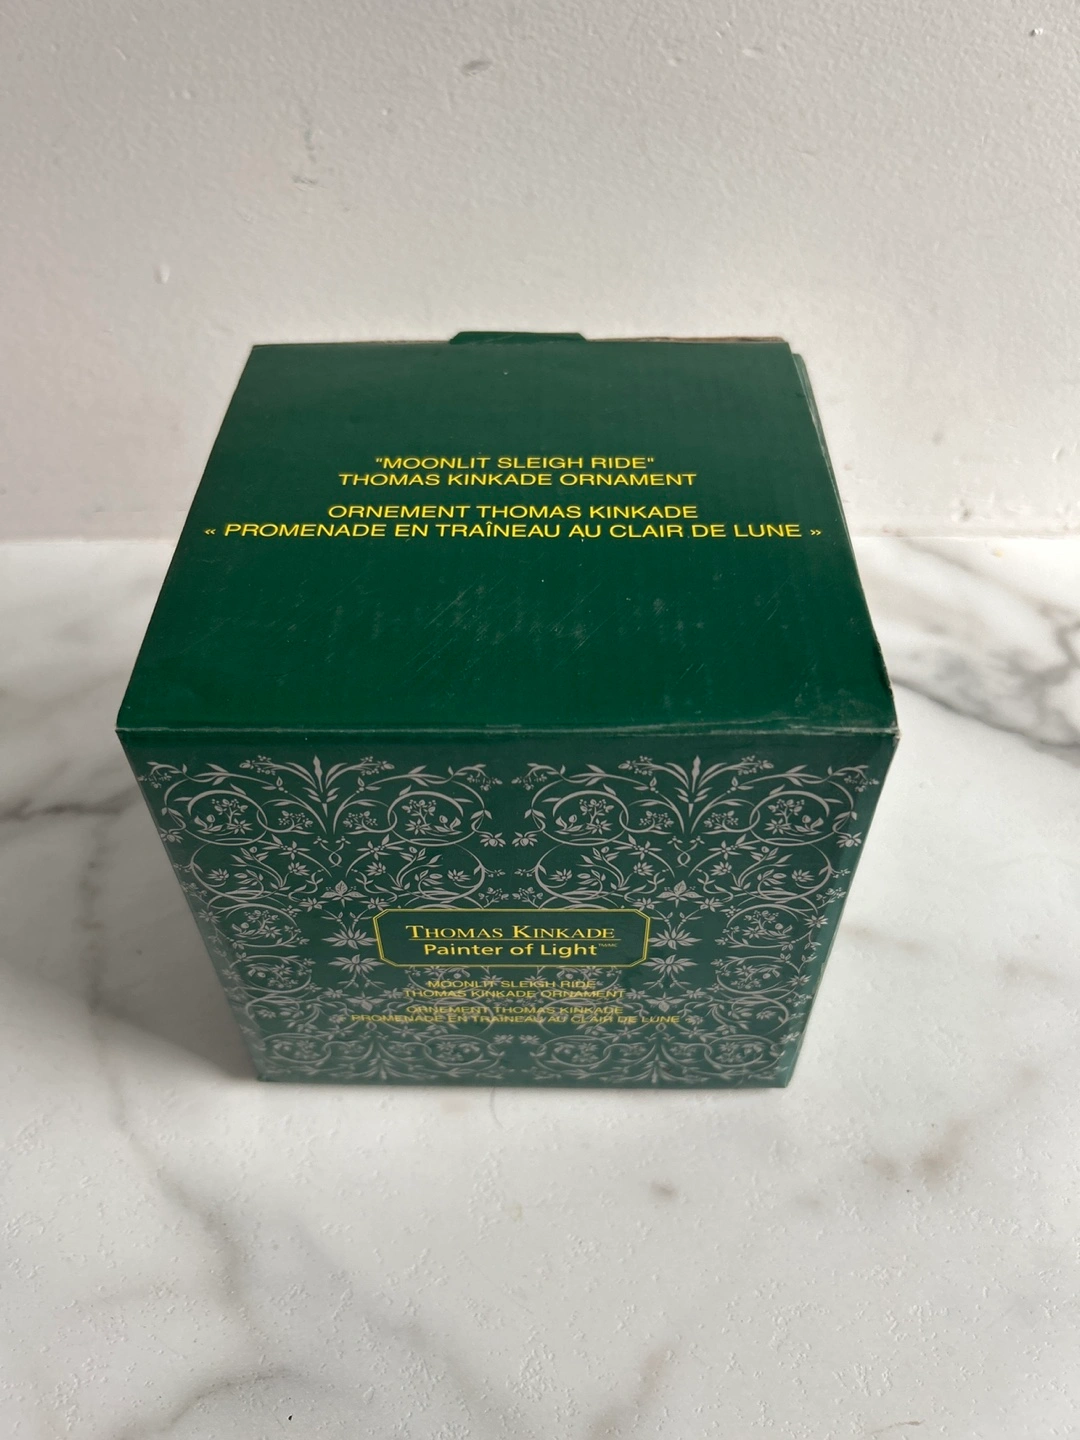 "MOONLIT SLEIGH RIDE"
THOMAS KINKADE ORNAMENT
ORNEMENT THOMAS KINKADE
« PROMENADE EN TRAÎNEAU AU CLAIR DE LUNE »
THOMAS KINKADE
Painter of Light
MOONLIT SLEIGH RIDE
THOMAS KINKADE ORNAMENT
ORNEMENT THOMAS KINKADE
PROMENADE EN TRAÎNEAU AU CLAIR DE LUNE